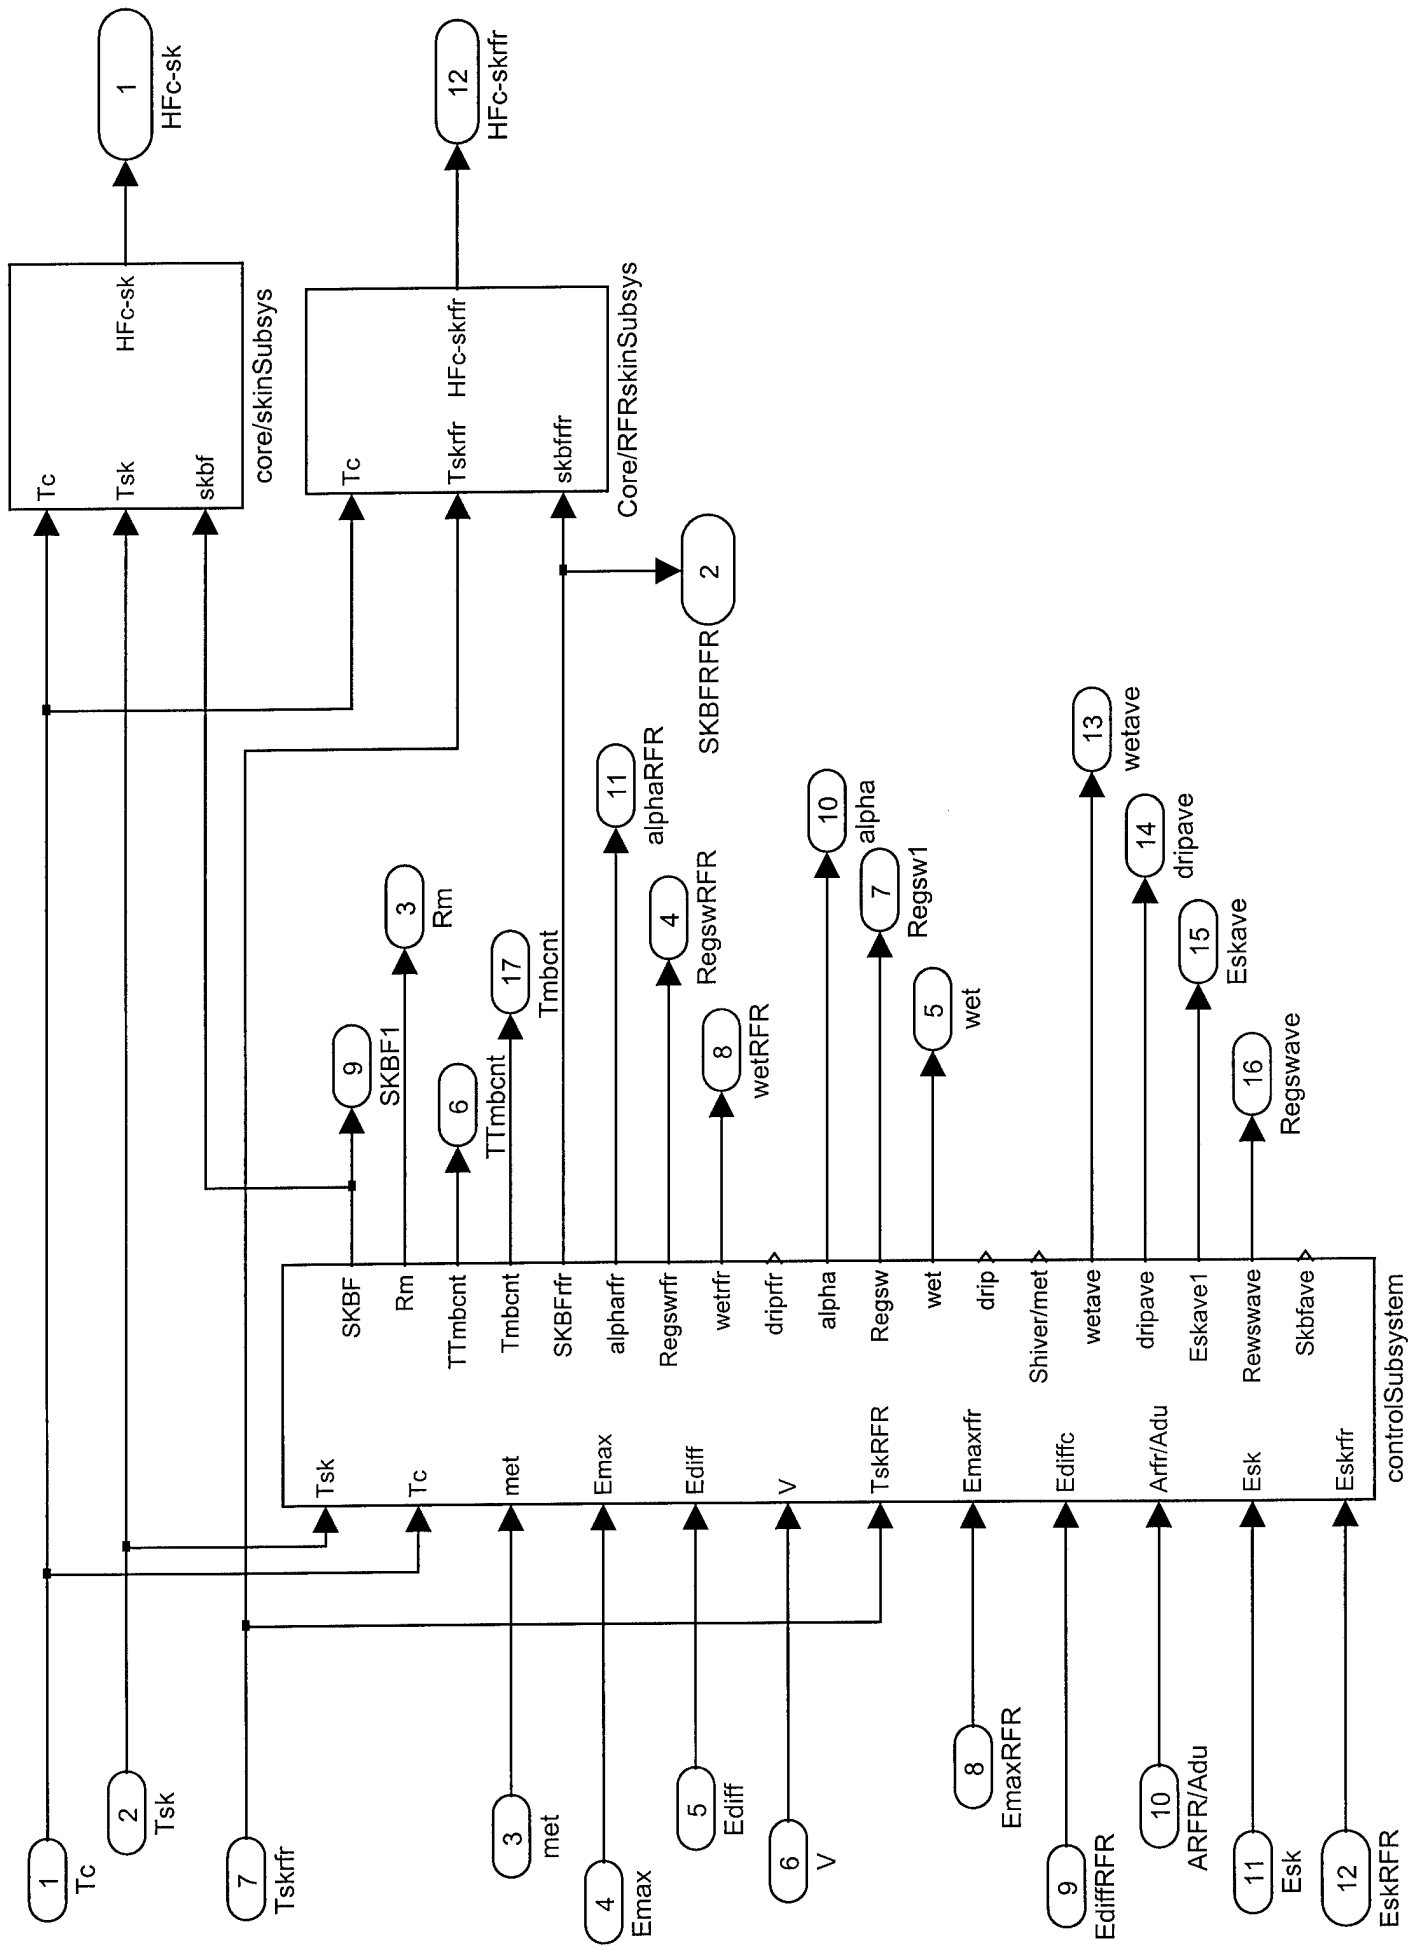 1
Tc
2
Tsk
7
Tskrfr
3
met
4
Emax
5
Ediff
6
V
8
EmaxRFR
9
EdiffRFR
10
ARFR/Adu
11
Esk
12
EskRFR
Tsk
Tc
met
Emax
Ediff
V
TskRFR
Emaxrfr
Ediffc
Arfr/Adu
Esk
Eskrfr
SKBF
Rm
TTmbcnt
Tmbcnt
SKBFrfr
alpharfr
Regswrfr
wetrfr
driprfr
alpha
Regsw
wet
drip
Shiver/met
wetave
dripave
Eskave1
Rewswave
Skbfave
controlSubsystem
9
SKBF1
3
Rm
6
TTmbcnt
17
Tmbcnt
11
alphaRFR
4
RegswRFR
8
wetRFR
10
alpha
7
Regsw1
5
wet
13
wetave
14
dripave
15
Eskave
16
Regswave
2
SKBFRFR
Tc
Tsk
skbf
HFc-sk
core/skinSubsys
Tc
Tskrfr
skbfrfr
HFc-skrfr
Core/RFRskinSubsys
1
HFc-sk
12
HFc-skrfr